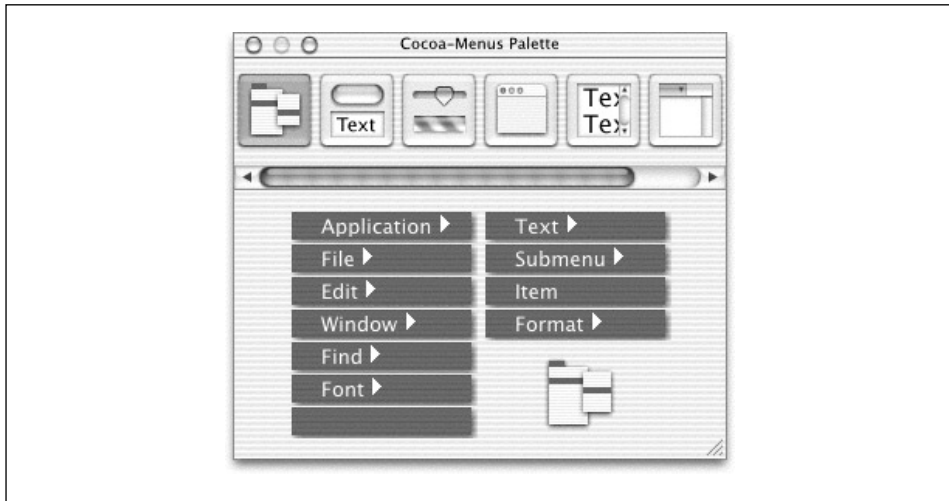 Cocoa-Menus Palette
Text
Tex
Tex
Application
File
Edit
Window
Find
Font
Text
Submenu
Item
Format